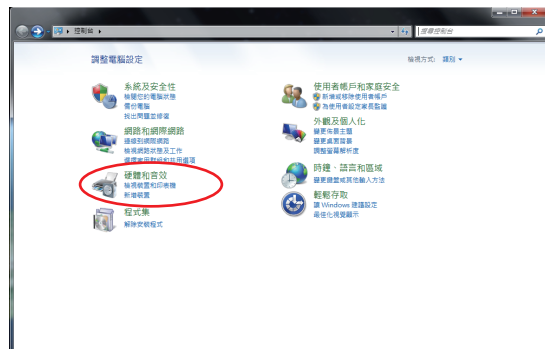 控制台
搜尋控制台
調整電腦設定
檢視方式: 類別
系統及安全性
檢閱您的電腦狀態
備份電腦
找出問題並修復
網路和網際網路
連線到網際網路
檢視網路狀態及工作
選擇家用群組和共用選項
硬體和音效
檢視裝置和印表機
新增裝置
程式集
解除安裝程式
使用者帳戶和家庭安全
新增或移除使用者帳戶
為使用者設定家長監護
外觀及個人化
變更佈景主題
變更桌面背景
調整螢幕解析度
時鐘、語言和區域
變更鍵盤或其他輸入方法
輕鬆存取
讓 Windows 建議設定
最佳化視覺顯示